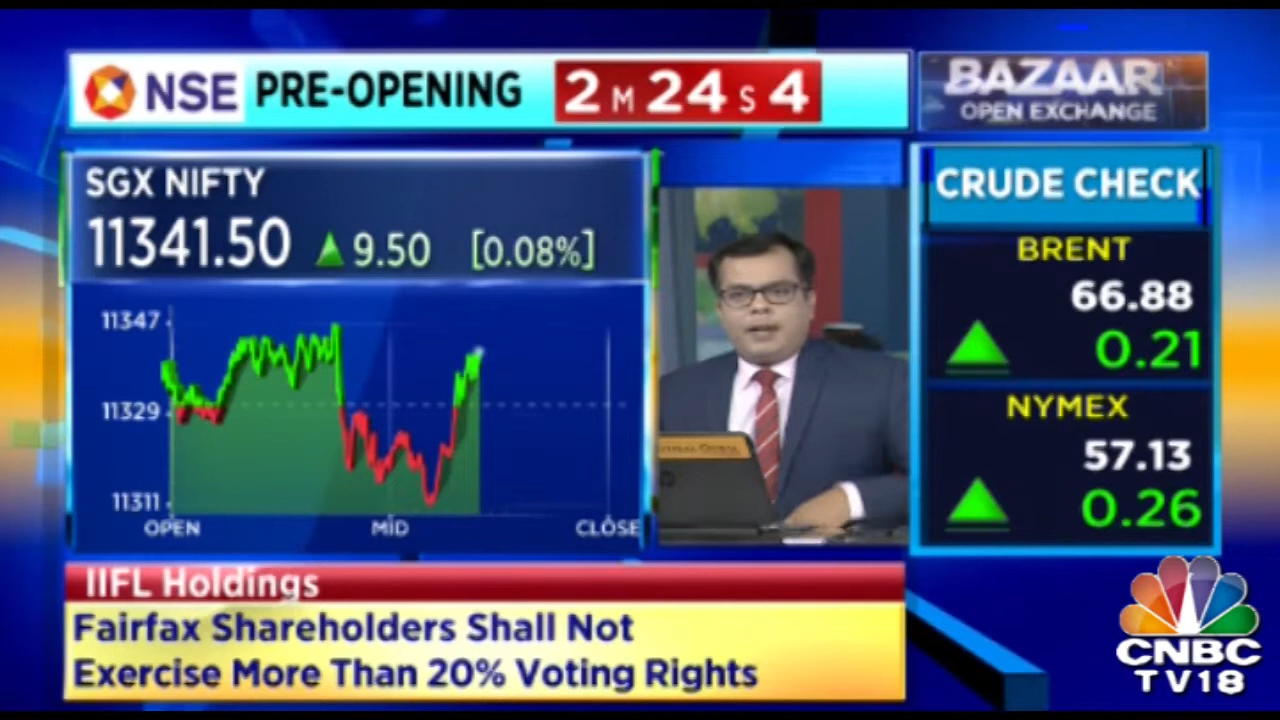 NSE PRE-OPENING 2 M 24 S 4
BAZAAR
OPEN EXCHANGE
SGX NIFTY
11341.50 ▲ 9.50 [0.08%]
11347
11329
11311
OPEN MID CLOSE
CRUDE CHECK
BRENT
66.88
▲ 0.21
NYMEX
57.13
▲ 0.26
IIFL Holdings
Fairfax Shareholders Shall Not
Exercise More Than 20% Voting Rights
CNBC
TV18